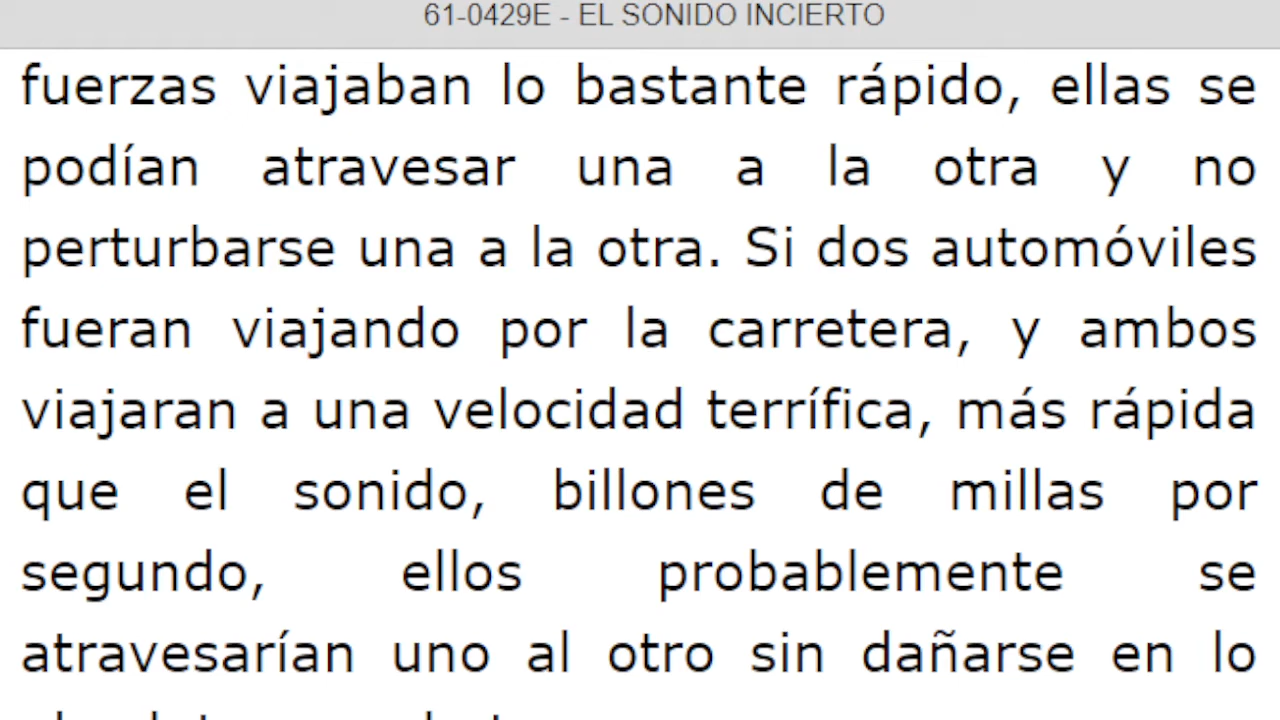 61-0429E - EL SONIDO INCIERTO
fuerzas viajaban lo bastante rápido, ellas se
podían atravesar una a la otra y no
perturbarse una a la otra. Si dos automóviles
fueran viajando por la carretera, y ambos
viajaran a una velocidad terrífica, más rápida
que el sonido, billones de millas por
segundo, ellos probablemente se
atravesarían uno al otro sin dañarse en lo